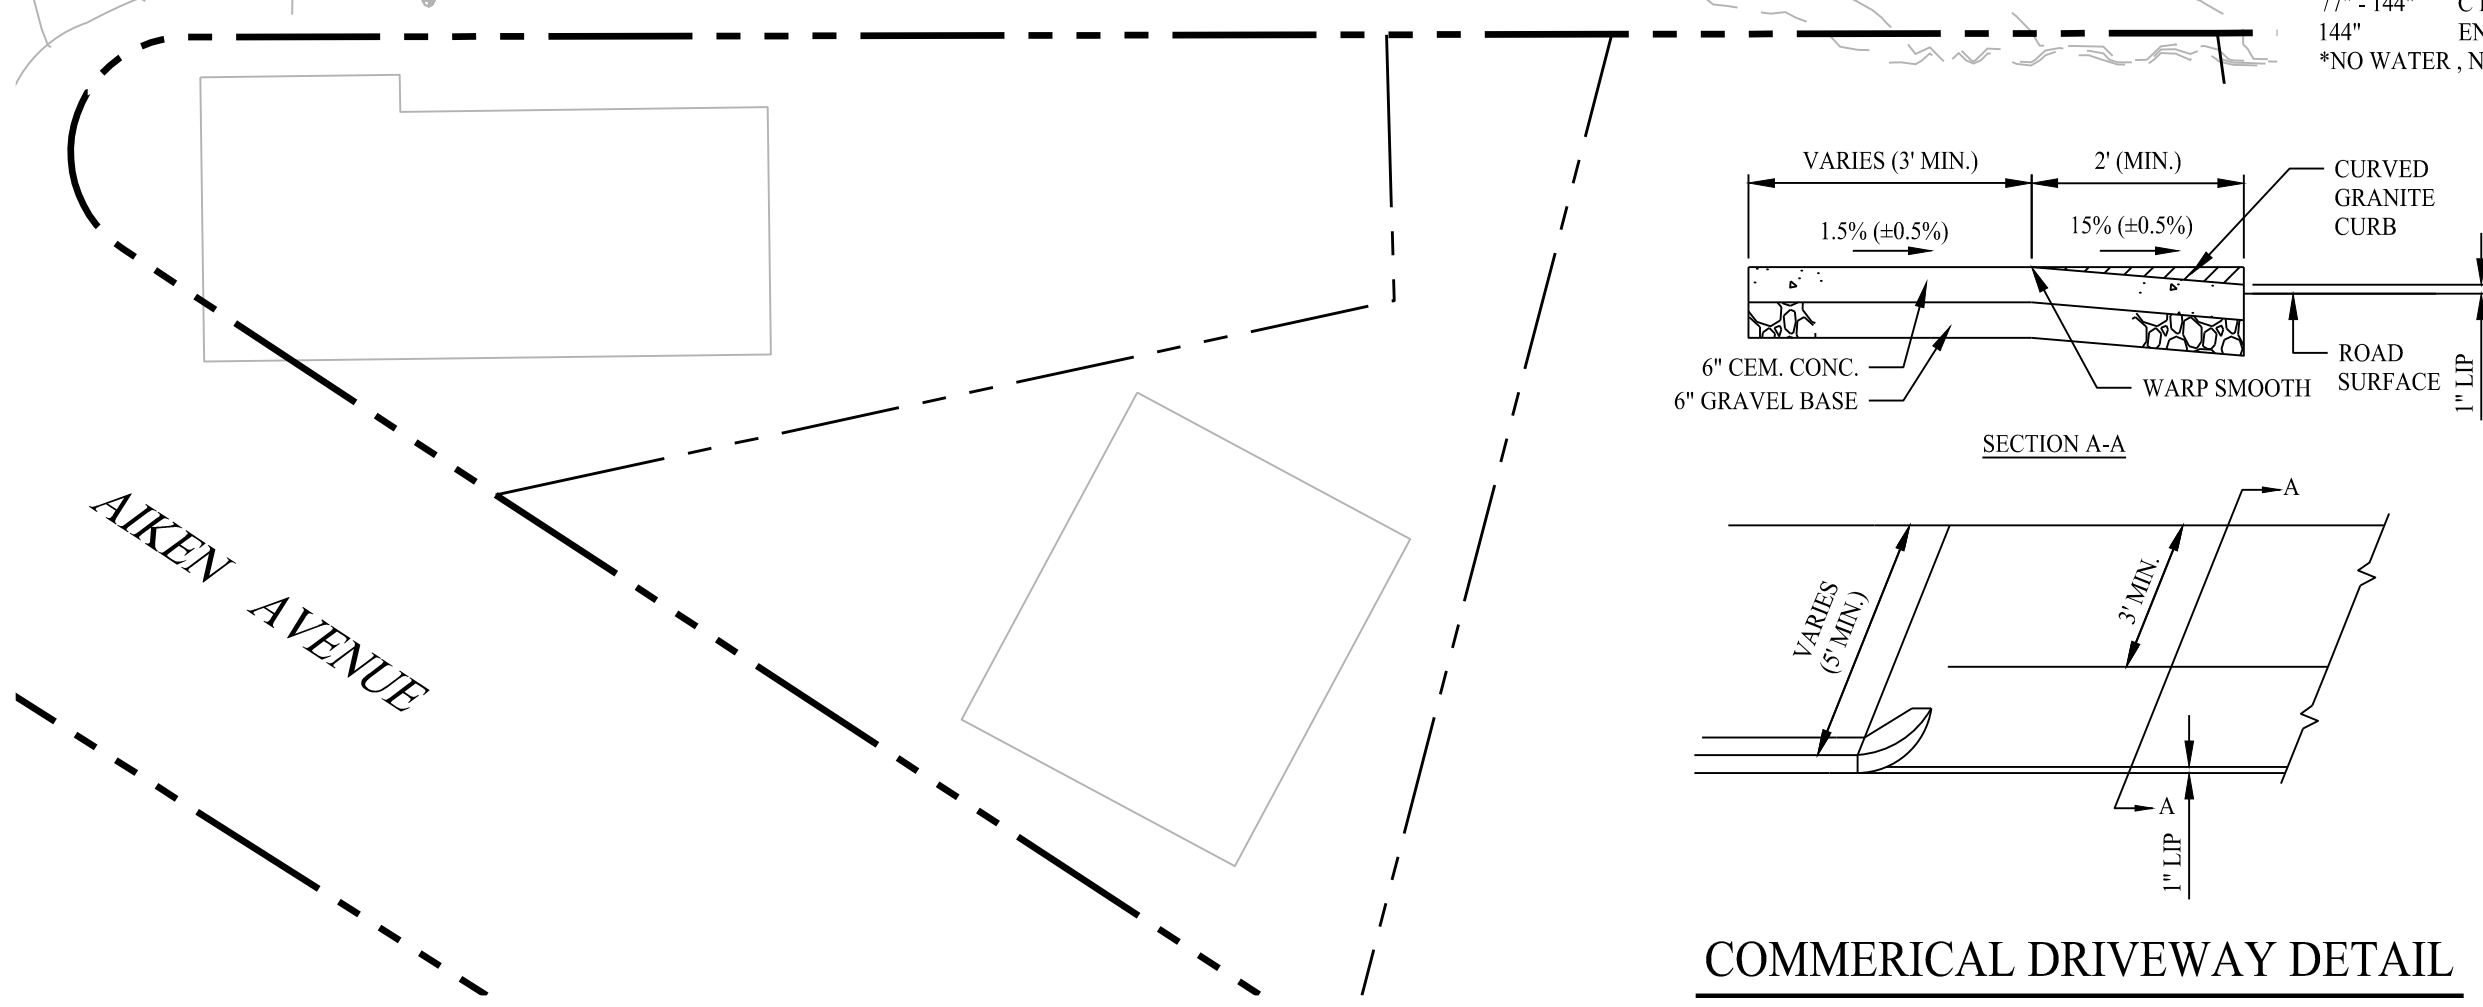 77" - 144"
144"
*NO WATER ,
VARIES (3' MIN.)
2' (MIN.)
CURVED
GRANITE
CURB
1.5% (±0.5%)
15% (±0.5%)
6" CEM. CONC.
6" GRAVEL BASE
WARP SMOOTH
ROAD
SURFACE
1" LIP
SECTION A-A
AIKEN AVENUE
A
VARIES
(5' MIN.)
3' MIN.
A
1" LIP
COMMERICAL DRIVEWAY DETAIL